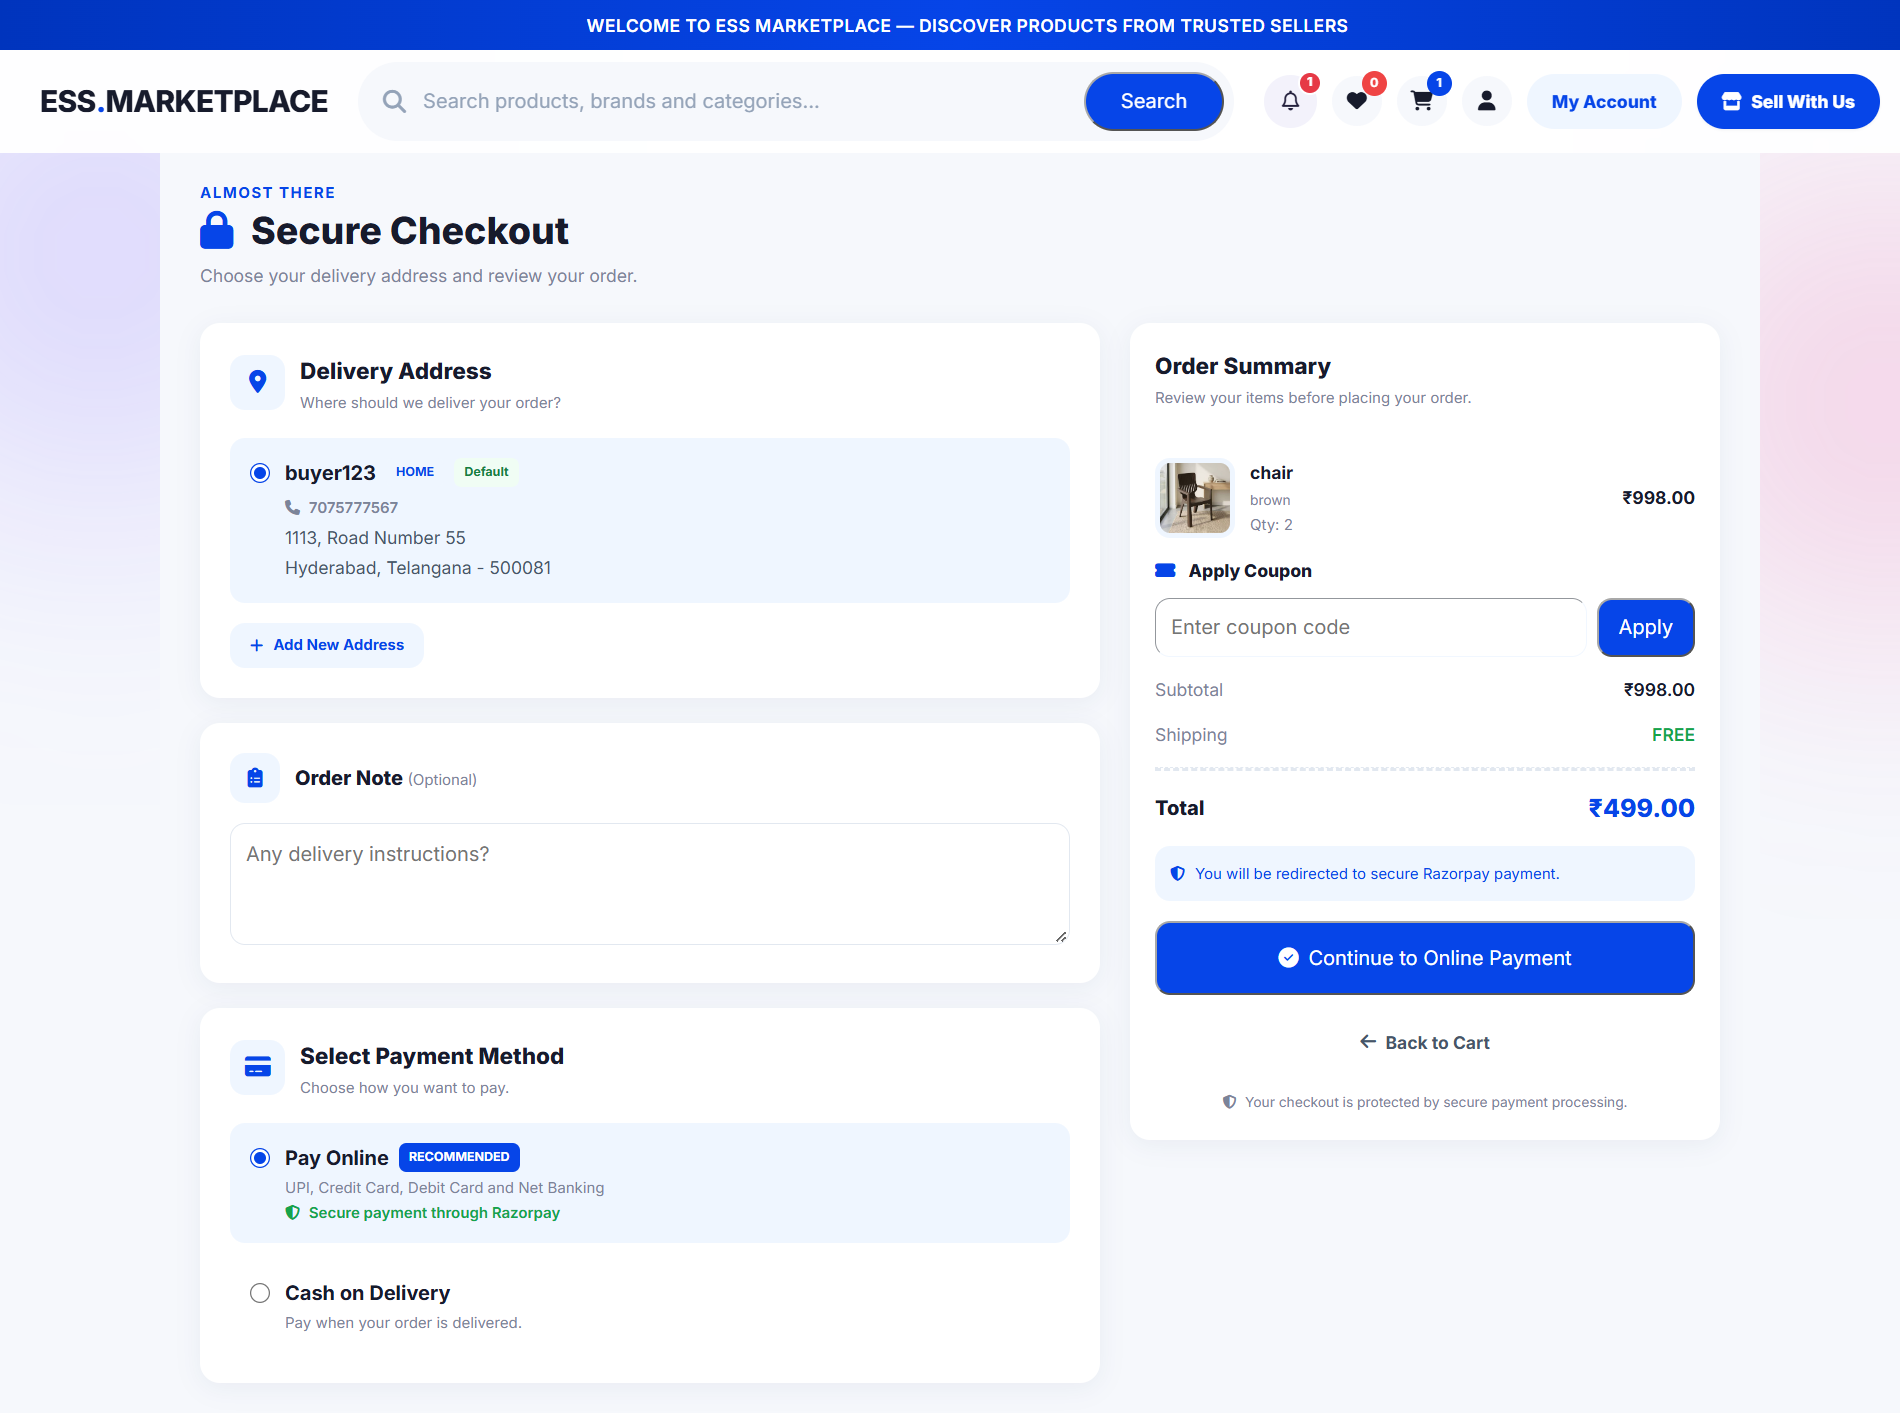 WELCOME TO ESS MARKETPLACE — DISCOVER PRODUCTS FROM TRUSTED SELLERS
ESS.MARKETPLACE
Search products, brands and categories...
Search
1
0
1
My Account
Sell With Us
ALMOST THERE
Secure Checkout
Choose your delivery address and review your order.
Delivery Address
Where should we deliver your order?
buyer123 HOME Default
7075777567
1113, Road Number 55
Hyderabad, Telangana - 500081
Add New Address
Order Note (Optional)
Any delivery instructions?
Select Payment Method
Choose how you want to pay.
Pay Online RECOMMENDED
UPI, Credit Card, Debit Card and Net Banking
Secure payment through Razorpay
Cash on Delivery
Pay when your order is delivered.
Order Summary
Review your items before placing your order.
chair
brown
Qty: 2
₹998.00
Apply Coupon
Enter coupon code
Apply
Subtotal ₹998.00
Shipping FREE
Total ₹499.00
You will be redirected to secure Razorpay payment.
Continue to Online Payment
Back to Cart
Your checkout is protected by secure payment processing.